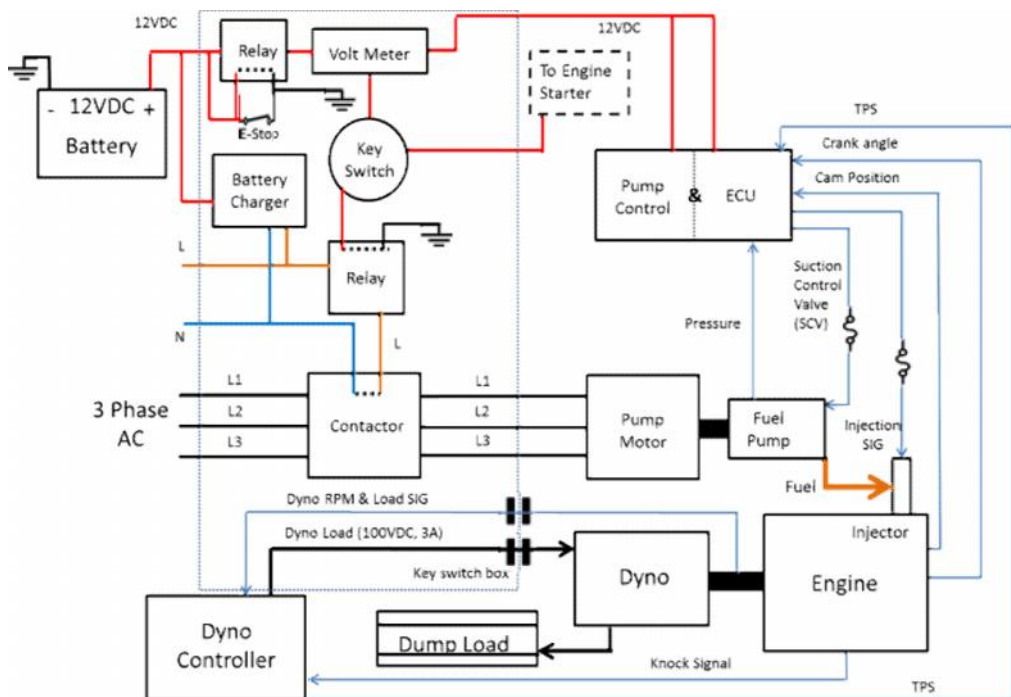 12VDC
12VDC
Relay
Volt Meter
To Engine
Starter
TPS
- 12VDC +
Battery
E-Stop
Key
Switch
Crank angle
Cam Position
Battery
Charger
Pump
Control
&
ECU
L
Relay
Suction
Control
Valve
(SCV)
Pressure
N
L
3 Phase
AC
L1
L2
L3
Contactor
L1
L2
L3
Pump
Motor
Fuel
Pump
Injection
SIG
Fuel
Dyno RPM & Load SIG
Dyno Load (100VDC, 3A)
Key switch box
Injector
Dyno
Engine
Dyno
Controller
Dump Load
Knock Signal
TPS